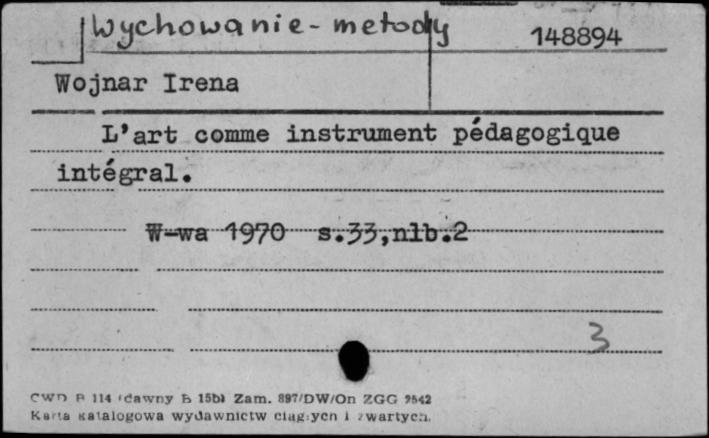 Wychowanie - metody
148894
Wojnar Irena
L'art comme instrument pédagogique
intégral.
W-wa 1970 s.33,nlb.2
3
CWD B 114 (dawny B 15b) Zam. 897/DW/On ZGG
Karta katalogowa wydawnictw ciągłych i zwartych.